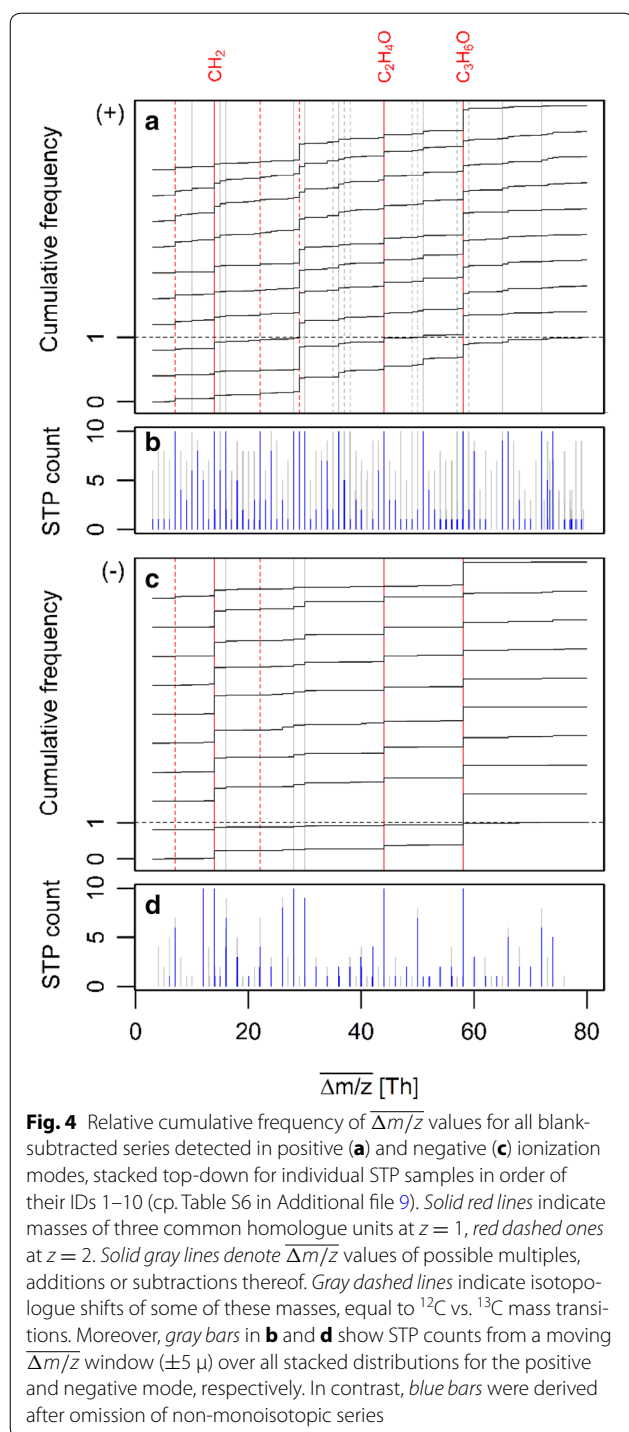 CH₂
C₂H₄O
C₃H₆O
(+)
a
Cumulative frequency
1
0
b
STP count
10
5
0
(-)
c
Cumulative frequency
1
0
d
STP count
10
5
0
0 20 40 60 80
Δm/z [Th]
Fig. 4 Relative cumulative frequency of Δm/z values for all blank-
subtracted series detected in positive (a) and negative (c) ionization
modes, stacked top-down for individual STP samples in order of
their IDs 1–10 (cp. Table S6 in Additional file 9). Solid red lines indicate
masses of three common homologue units at z = 1, red dashed ones
at z = 2. Solid gray lines denote Δm/z values of possible multiples,
additions or subtractions thereof. Gray dashed lines indicate isotopo-
logue shifts of some of these masses, equal to ¹²C vs. ¹³C mass transi-
tions. Moreover, gray bars in b and d show STP counts from a moving
Δm/z window (±5 μ) over all stacked distributions for the positive
and negative mode, respectively. In contrast, blue bars were derived
after omission of non-monoisotopic series